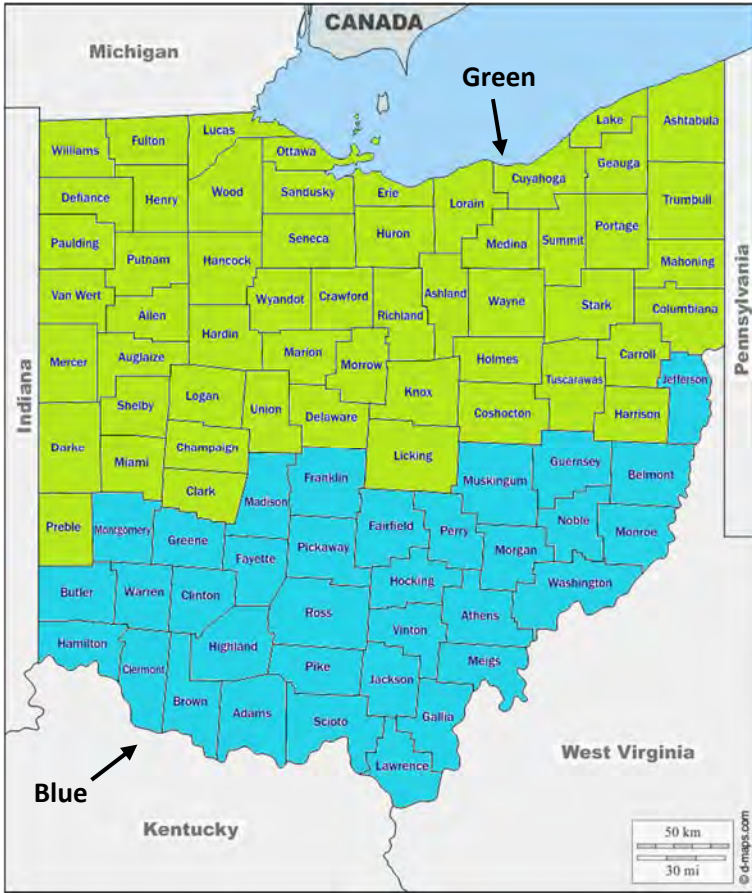 CANADA
Michigan
Green
Lake
Ashtabula
Lucas
Fulton
Williams
Ottawa
Geauga
Cuyahoga
Defiance
Henry
Wood
Sandusky
Erie
Lorain
Trumbull
Portage
Paulding
Seneca
Huron
Medina
Summit
Putnam
Hancock
Mahoning
Van Wert
Wyandot
Crawford
Ashland
Wayne
Stark
Columbiana
Allen
Richland
Hardin
Pennsylvania
Mercer
Auglaize
Marion
Morrow
Holmes
Carroll
Tuscarawas
Jefferson
Indiana
Logan
Knox
Shelby
Union
Delaware
Coshocton
Harrison
Darke
Champaigh
Miami
Licking
Guernsey
Belmont
Franklin
Muskingum
Clark
Madison
Preble
Montgomery
Greene
Fairfield
Perry
Noble
Monroe
Pickaway
Morgan
Fayette
Hocking
Washington
Butler
Warren
Clinton
Ross
Athens
Vinton
Hamilton
Highland
Clermont
Pike
Meigs
Jackson
Brown
Adams
Scioto
Gallia
Lawrence
West Virginia
Blue
Kentucky
50 km
30 mi
© d-maps.com